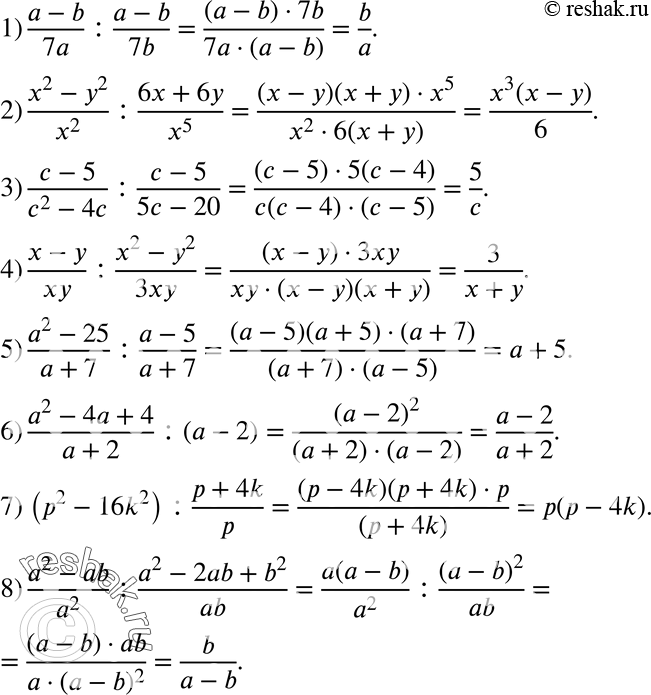 © reshak.ru
1) (a − b)/(7a) : (a − b)/(7b) = ((a − b) · 7b)/(7a · (a − b)) = b/a.
2) (x² − y²)/x² : (6x + 6y)/x⁵ = ((x − y)(x + y) · x⁵)/(x² · 6(x + y)) = (x³(x − y))/6.
3) (c − 5)/(c² − 4c) : (c − 5)/(5c − 20) = ((c − 5) · 5(c − 4))/(c(c − 4) · (c − 5)) = 5/c.
4) (x − y)/(xy) : (x² − y²)/(3xy) = ((x − y) · 3xy)/(xy · (x − y)(x + y)) = 3/(x + y).
5) (a² − 25)/(a + 7) : (a − 5)/(a + 7) = ((a − 5)(a + 5) · (a + 7))/((a + 7) · (a − 5)) = a + 5.
6) (a² − 4a + 4)/(a + 2) : (a − 2) = (a − 2)²/((a + 2) · (a − 2)) = (a − 2)/(a + 2).
7) (p² − 16k²) : (p + 4k)/p = ((p − 4k)(p + 4k) · p)/(p + 4k) = p(p − 4k).
8) (a² − ab)/a² : (a² − 2ab + b²)/(ab) = (a(a − b))/a² : (a − b)²/(ab) =
= ((a − b) · ab)/(a · (a − b)²) = b/(a − b).
reshak.ru
©